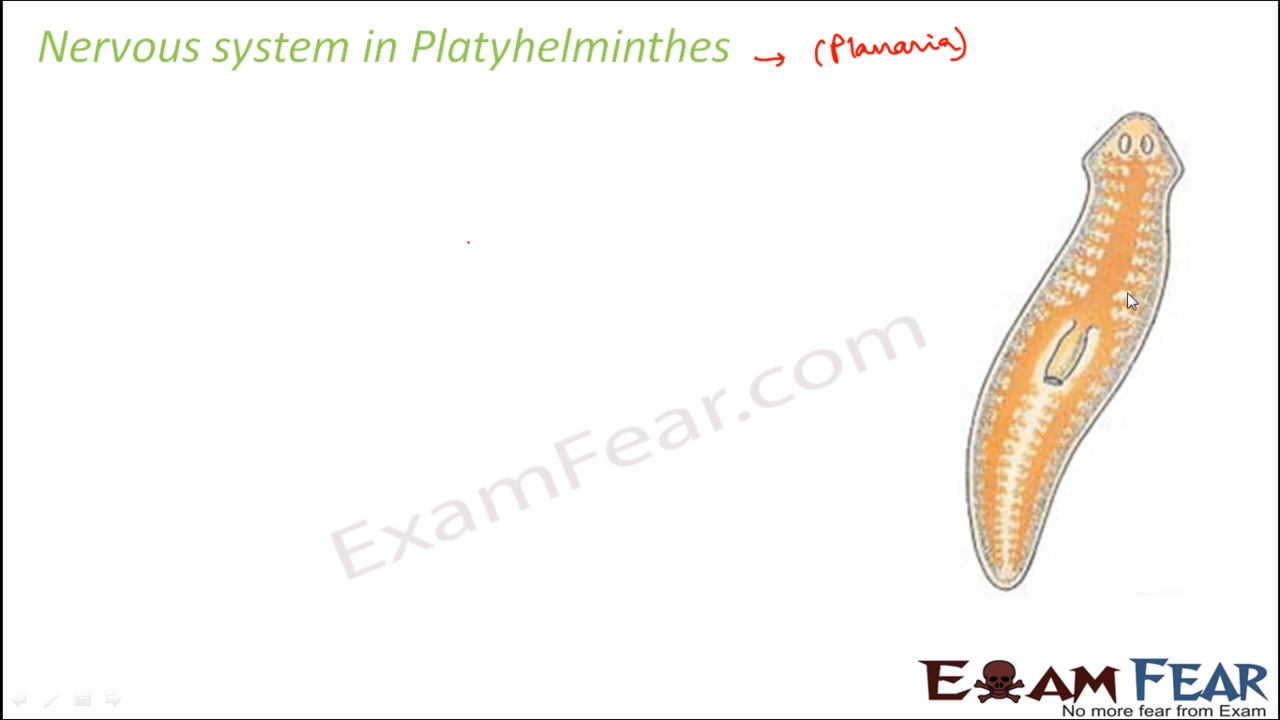 Nervous system in Platyhelminthes → (Planaria)
ExamFear.com
EXAM FEAR
No more fear from Exam